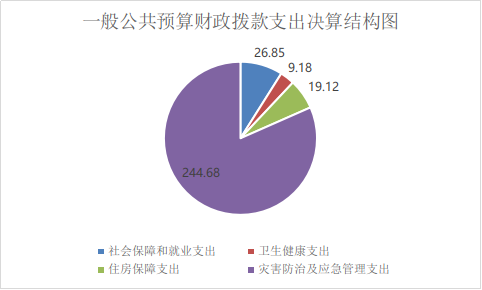 一般公共预算财政拨款支出决算结构图
26.85
9.18
19.12
244.68
社会保障和就业支出
卫生健康支出
住房保障支出
灾害防治及应急管理支出